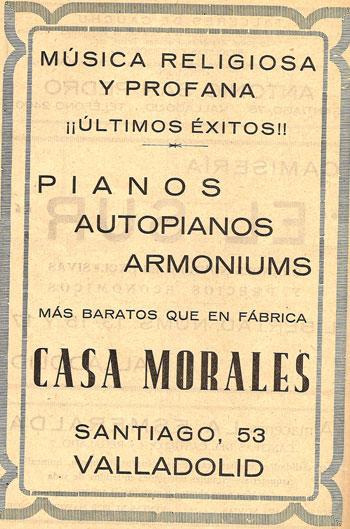 MÚSICA RELIGIOSA
Y PROFANA
¡¡ÚLTIMOS ÉXITOS!!
PIANOS
AUTOPIANOS
ARMONIUMS
MÁS BARATOS QUE EN FÁBRICA
CASA MORALES
SANTIAGO, 53
VALLADOLID